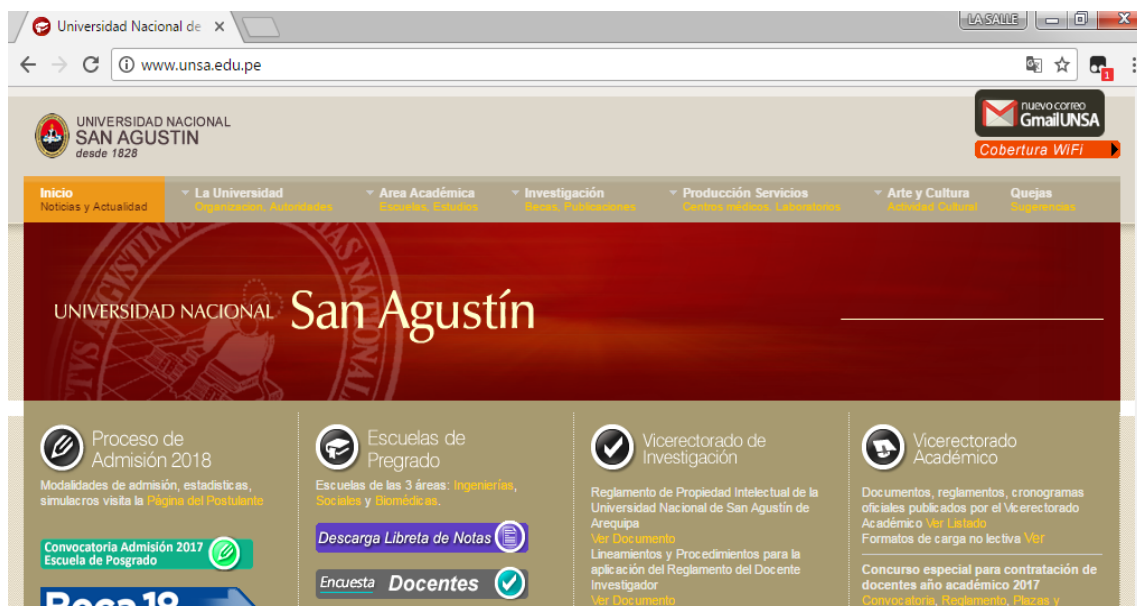 Universidad Nacional de
LA SALLE
www.unsa.edu.pe
1
UNIVERSIDAD NACIONAL
SAN AGUSTIN
desde 1828
nuevo correo
GmailUNSA
Cobertura WiFi
Inicio
Noticias y Actualidad
La Universidad
Organizacion, Autoridades
Area Académica
Escuelas, Estudios
Investigación
Becas, Publicaciones
Producción Servicios
Centros médicos, Laboratorios
Arte y Cultura
Actividad Cultural
Quejas
Sugerencias
UNIVERSIDAD NACIONAL San Agustín
Proceso de
Admisión 2018
Modalidades de admisión, estadisticas,
simulacros visita la Página del Postulante
Convocatoria Admisión 2017
Escuela de Posgrado
Beca 18
Escuelas de
Pregrado
Escuelas de las 3 áreas: Ingenierías,
Sociales y Biomédicas.
Descarga Libreta de Notas
Encuesta Docentes
Vicerectorado de
Investigación
Reglamento de Propiedad Intelectual de la
Universidad Nacional de San Agustín de
Arequipa
Ver Documento
Lineamientos y Procedimientos para la
aplicación del Reglamento del Docente
Investigador
Ver Documento
Vicerectorado
Académico
Documentos, reglamentos, cronogramas
oficiales publicados por el Vicerectorado
Académico Ver Listado
Formatos de carga no lectiva Ver
Concurso especial para contratación de
docentes año académico 2017
Convocatoria, Reglamento, Plazas y